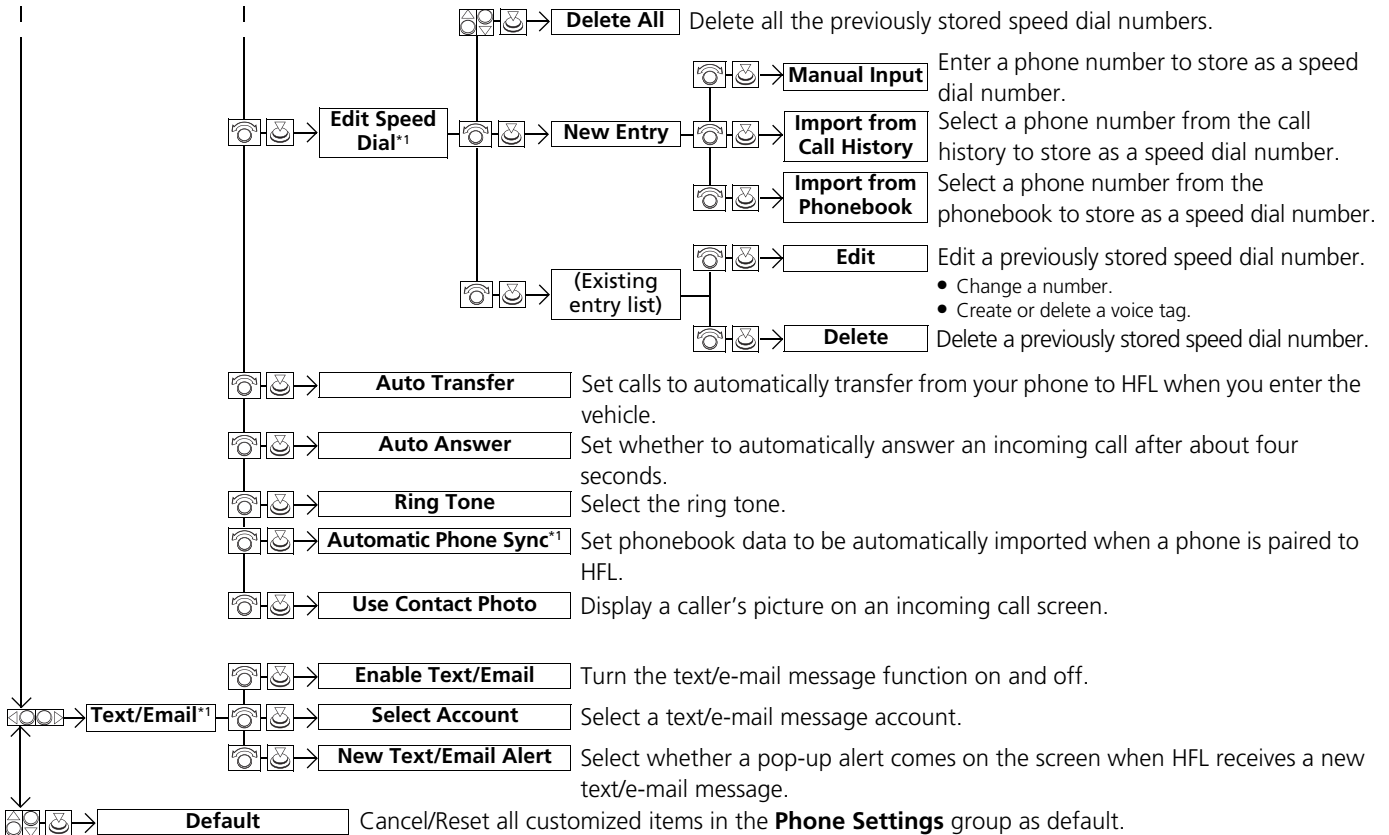 Delete All Delete all the previously stored speed dial numbers.
Manual Input Enter a phone number to store as a speed
dial number.
Edit Speed
Dial*1
New Entry
Import from
Call History
Select a phone number from the call
history to store as a speed dial number.
Import from
Phonebook
Select a phone number from the
phonebook to store as a speed dial number.
(Existing
entry list)
Edit Edit a previously stored speed dial number.
● Change a number.
● Create or delete a voice tag.
Delete Delete a previously stored speed dial number.
Auto Transfer Set calls to automatically transfer from your phone to HFL when you enter the
vehicle.
Auto Answer Set whether to automatically answer an incoming call after about four
seconds.
Ring Tone Select the ring tone.
Automatic Phone Sync*1 Set phonebook data to be automatically imported when a phone is paired to
HFL.
Use Contact Photo Display a caller's picture on an incoming call screen.
Enable Text/Email Turn the text/e-mail message function on and off.
Text/Email*1 Select Account Select a text/e-mail message account.
New Text/Email Alert Select whether a pop-up alert comes on the screen when HFL receives a new
text/e-mail message.
Default Cancel/Reset all customized items in the Phone Settings group as default.